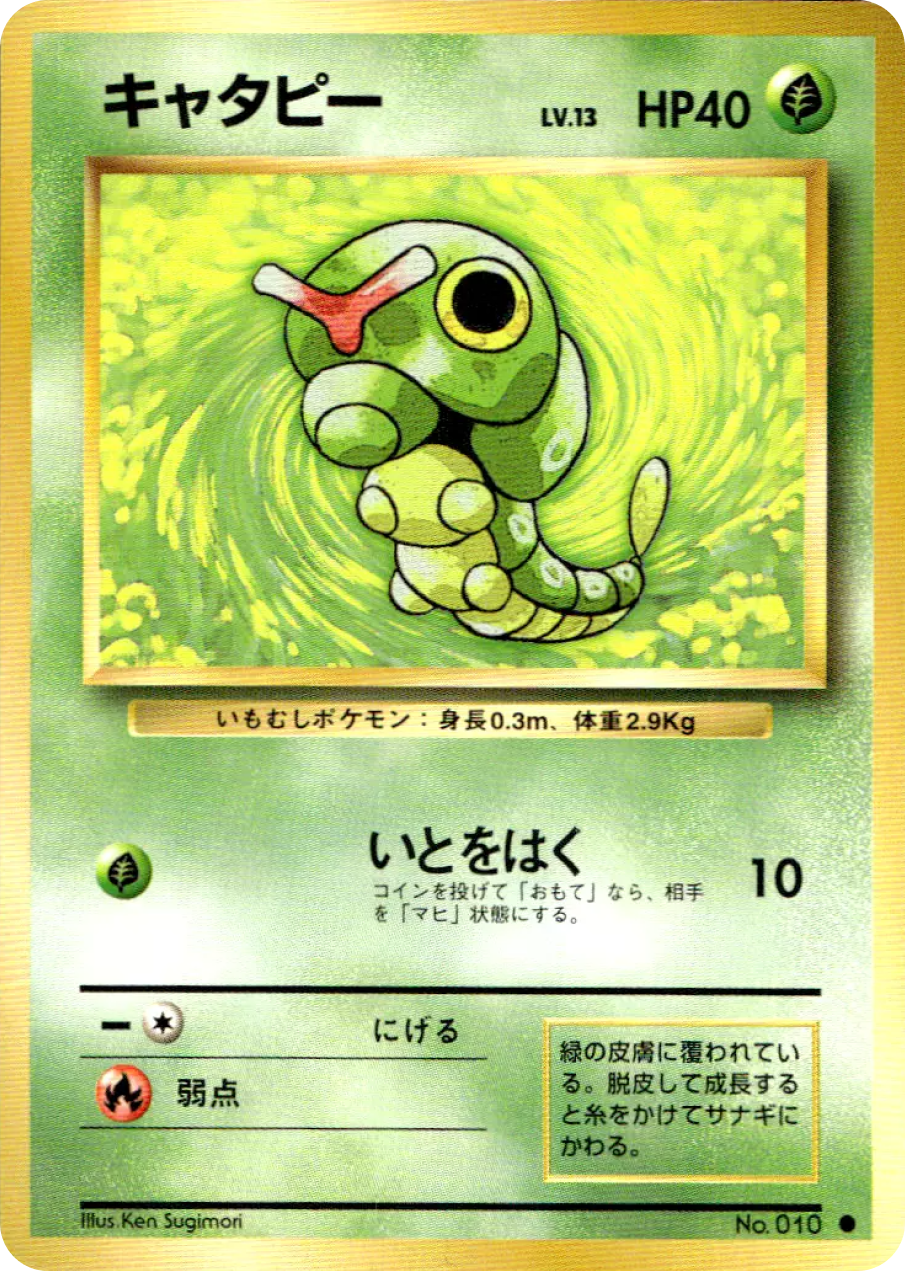 キャタピー LV.13 HP40
いもむしポケモン：身長0.3m、体重2.9Kg
いとをはく 10
コインを投げて「おもて」なら、相手
を「マヒ」状態にする。
− にげる
弱点
緑の皮膚に覆われてい
る。脱皮して成長する
と糸をかけてサナギに
かわる。
Illus. Ken Sugimori No. 010 ●